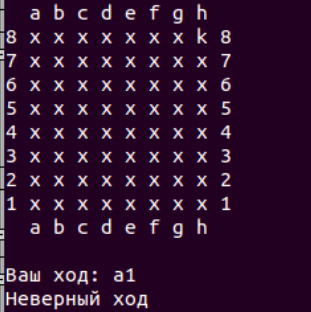 a b c d e f g h
8 x x x x x x x k 8
7 x x x x x x x x 7
6 x x x x x x x x 6
5 x x x x x x x x 5
4 x x x x x x x x 4
3 x x x x x x x x 3
2 x x x x x x x x 2
1 x x x x x x x x 1
a b c d e f g h
Ваш ход: a1
Неверный ход